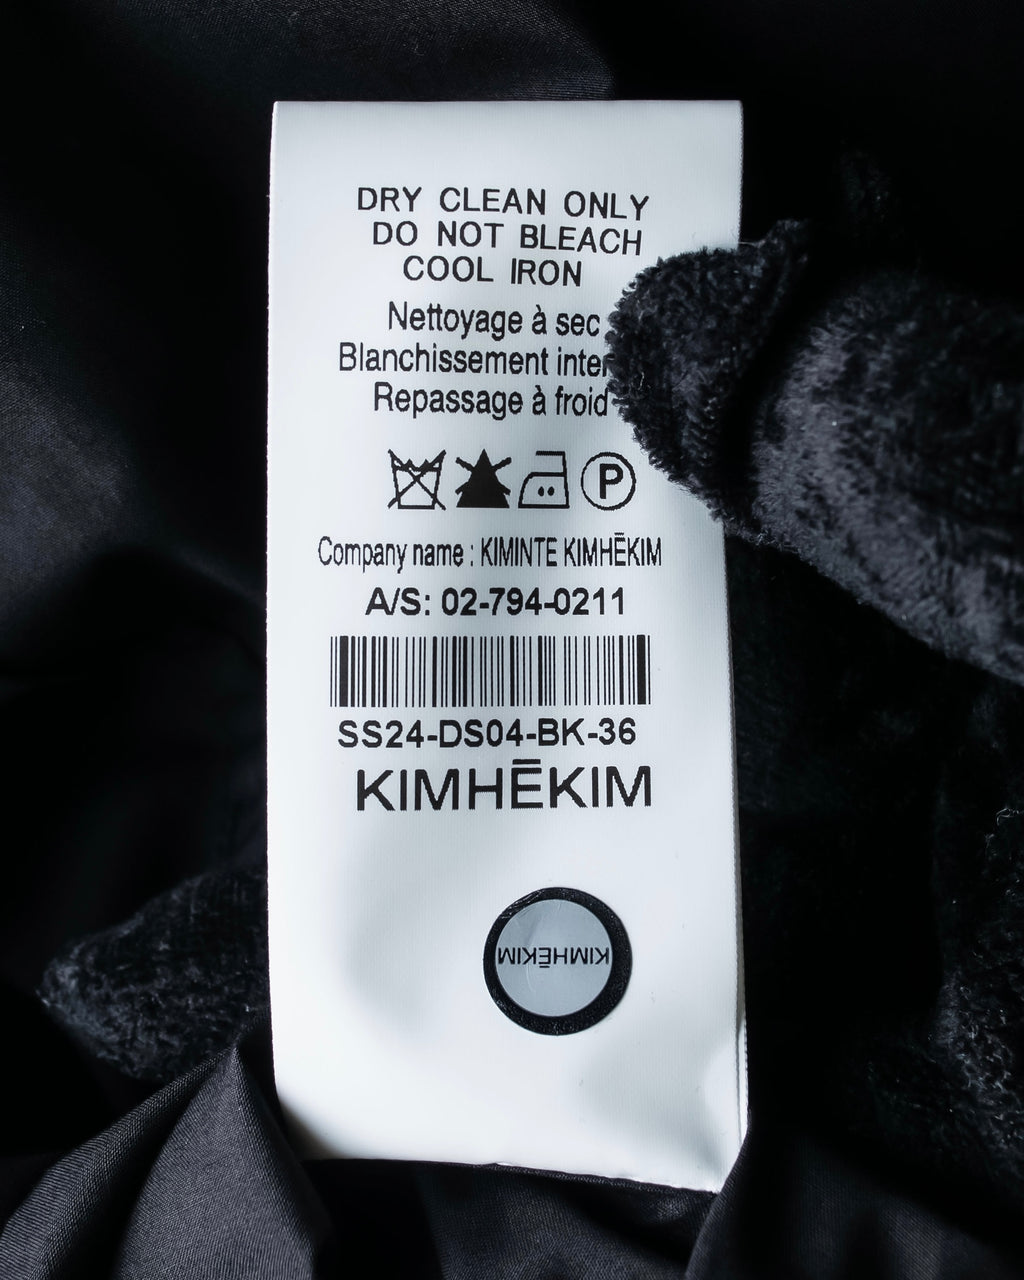 DRY CLEAN ONLY
DO NOT BLEACH
COOL IRON
Nettoyage à sec
Blanchissement
Repassage à froid
P
Company name : KIMINTE KIMHĒKIM
A/S: 02-794-0211
SS24-DS04-BK-36
KIMHĒKIM
KIMHĒKIM